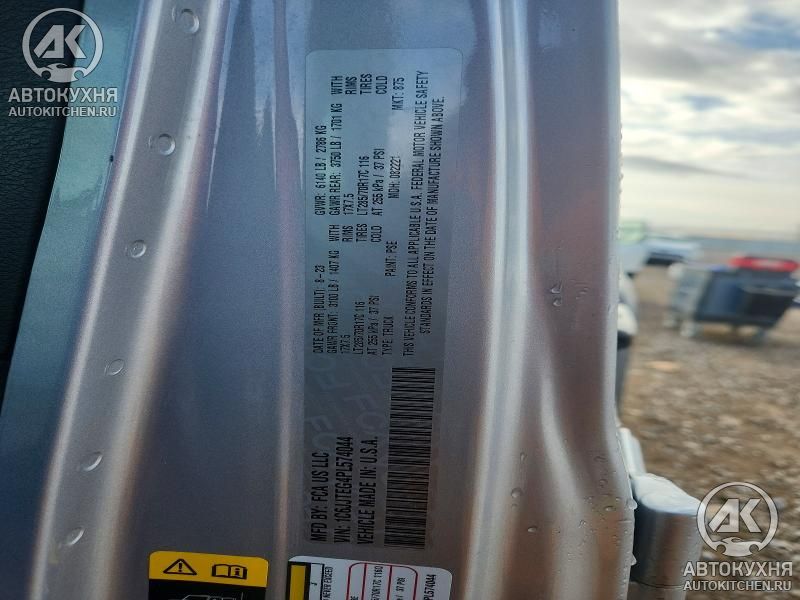 АВТОКУХНЯ
AUTOKITCHEN.RU
MFD BY: FCA US LLC
VIN: 1C6JJTEG4PL574044
VEHICLE MADE IN: U.S.A.
DATE OF MFR (BUILT): 8-23
GVWR: 6140 LB / 2786 KG
GAWR FRONT: 3100 LB / 1407 KG WITH
GAWR REAR: 3750 LB / 1701 KG WITH
17X7.5 RIMS
17X7.5 RIMS
LT285/70R17C 116 TIRES
LT285/70R17C 116 TIRES
AT 255 kPa / 37 PSI COLD
AT 255 kPa / 37 PSI COLD
TYPE: TRUCK
PAINT: PSE
MDH: 082221
MKT: 875
THIS VEHICLE CONFORMS TO ALL APPLICABLE U.S.A. FEDERAL MOTOR VEHICLE SAFETY
STANDARDS IN EFFECT ON THE DATE OF MANUFACTURE SHOWN ABOVE.
PL574044
АВТОКУХНЯ
AUTOKITCHEN.RU